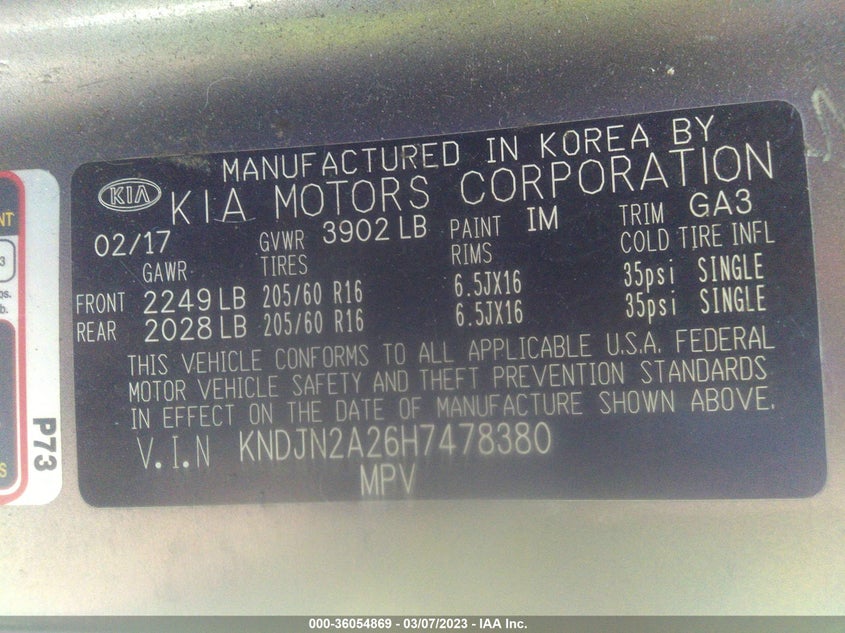 MANUFACTURED IN KOREA BY
KIA
KIA MOTORS CORPORATION
02/17 GVWR 3902 LB PAINT IM TRIM GA3
GAWR TIRES RIMS COLD TIRE INFL
FRONT 2249 LB 205/60 R16 6.5JX16 35psi SINGLE
REAR 2028 LB 205/60 R16 6.5JX16 35psi SINGLE
THIS VEHICLE CONFORMS TO ALL APPLICABLE U.S.A. FEDERAL
MOTOR VEHICLE SAFETY AND THEFT PREVENTION STANDARDS
IN EFFECT ON THE DATE OF MANUFACTURE SHOWN ABOVE.
V.I.N KNDJN2A26H7478380
MPV
P73
000-36054869 - 03/07/2023 - IAA Inc.